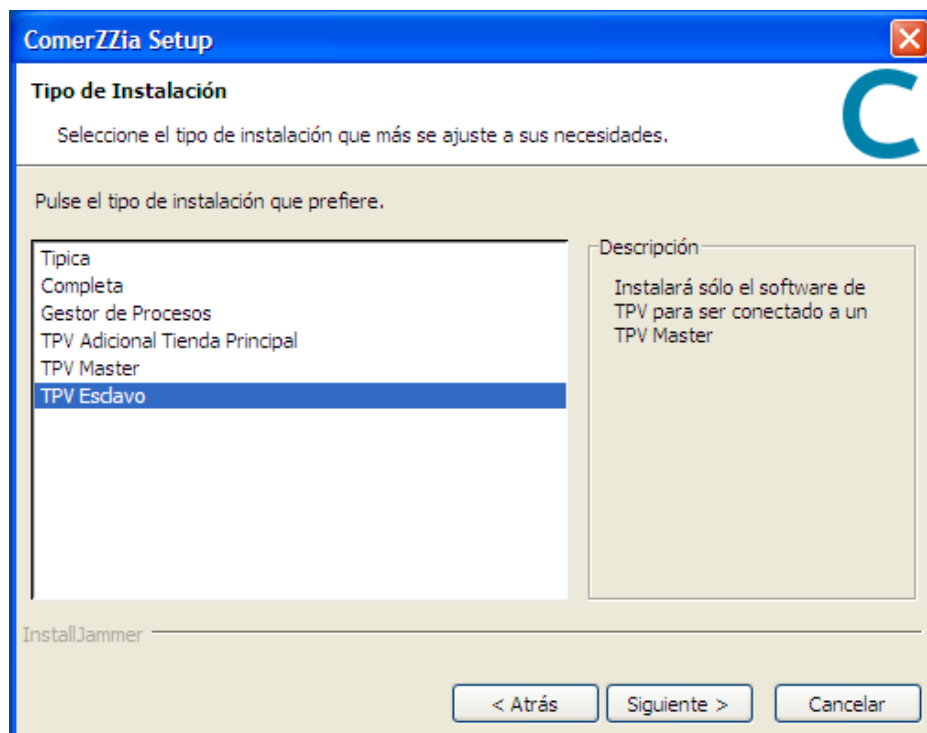 ComerZZia Setup
Tipo de Instalación
Seleccione el tipo de instalación que más se ajuste a sus necesidades.
Pulse el tipo de instalación que prefiere.
Tipica
Completa
Gestor de Procesos
TPV Adicional Tienda Principal
TPV Master
TPV Esclavo
Descripción
Instalará sólo el software de
TPV para ser conectado a un
TPV Master
InstallJammer
< Atrás
Siguiente >
Cancelar